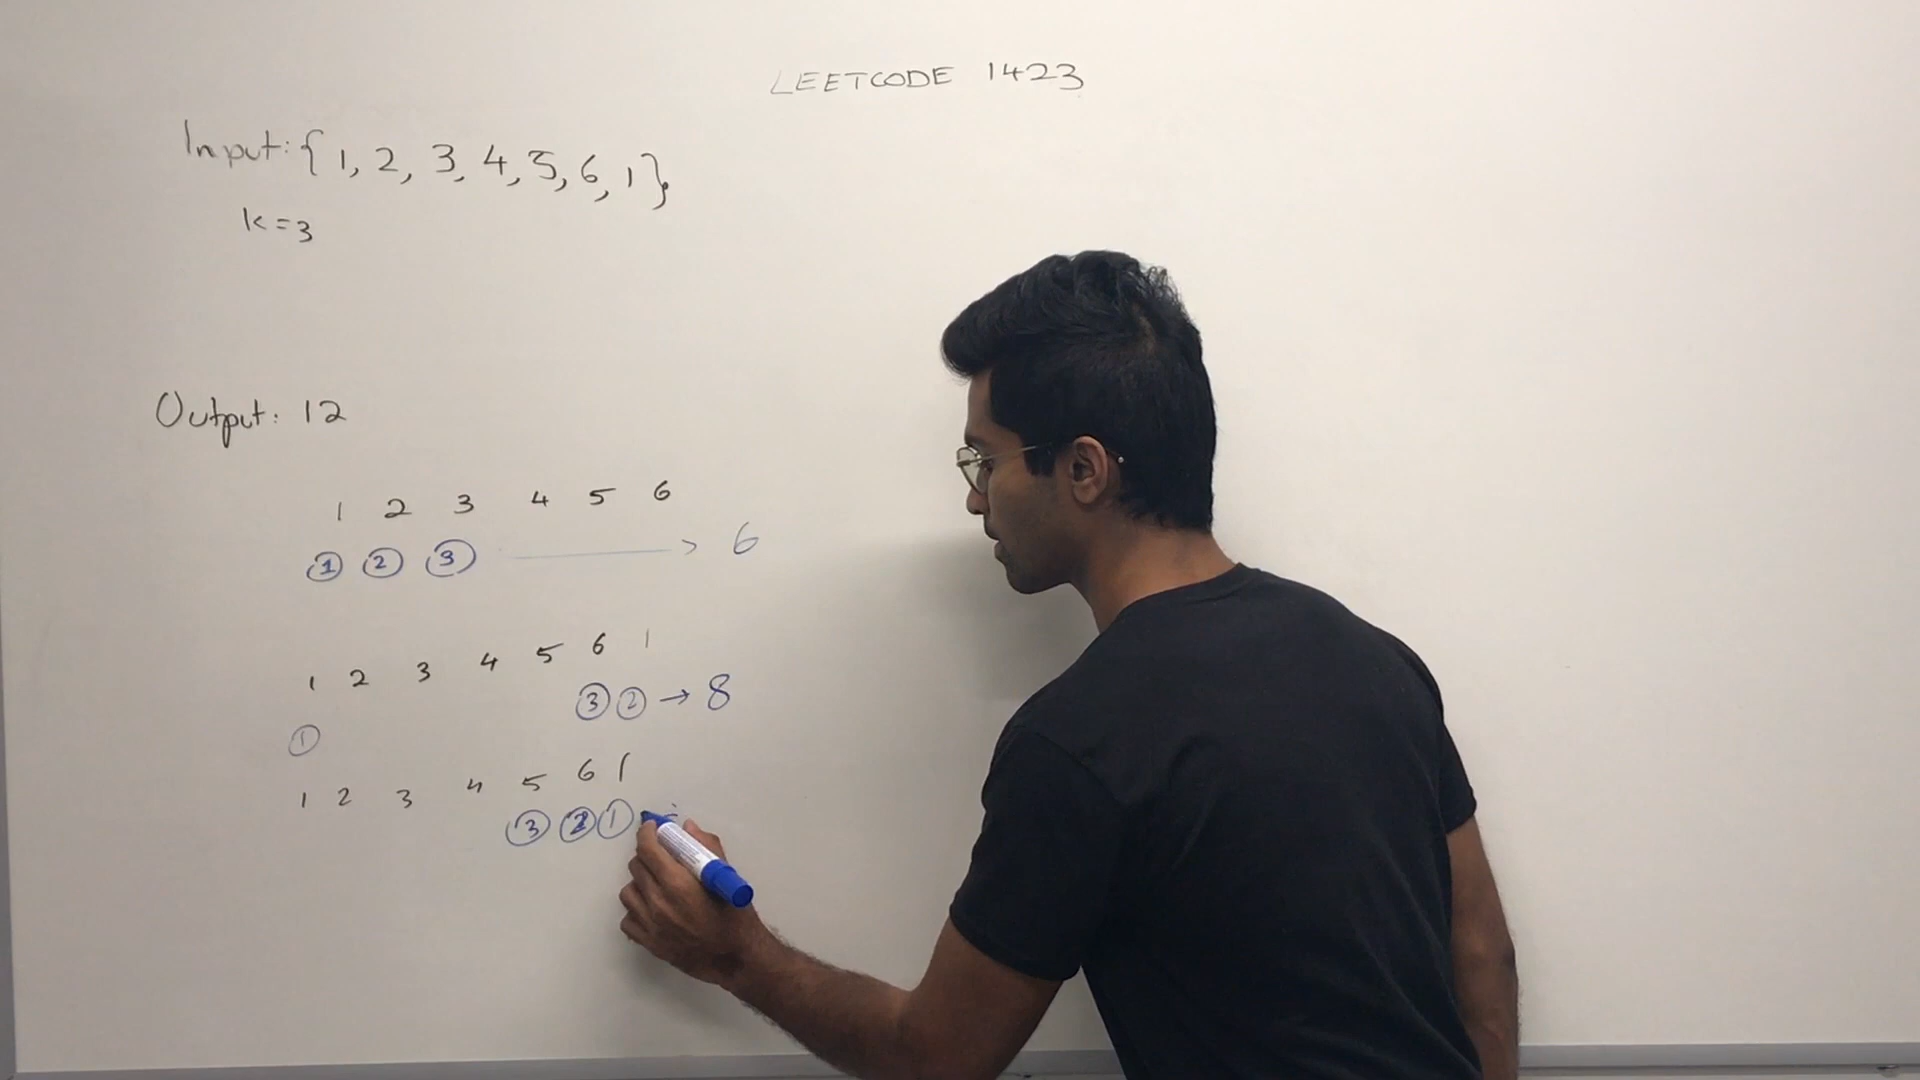 LEETCODE 1423
Input: { 1, 2, 3, 4, 5, 6, 1 }
K = 3
Output: 12
1 2 3 4 5 6
1 2 3 → 6
1 2 3 4 5 6 1
3 2 → 8
1
1 2 3 4 5 6 1
3 2 1